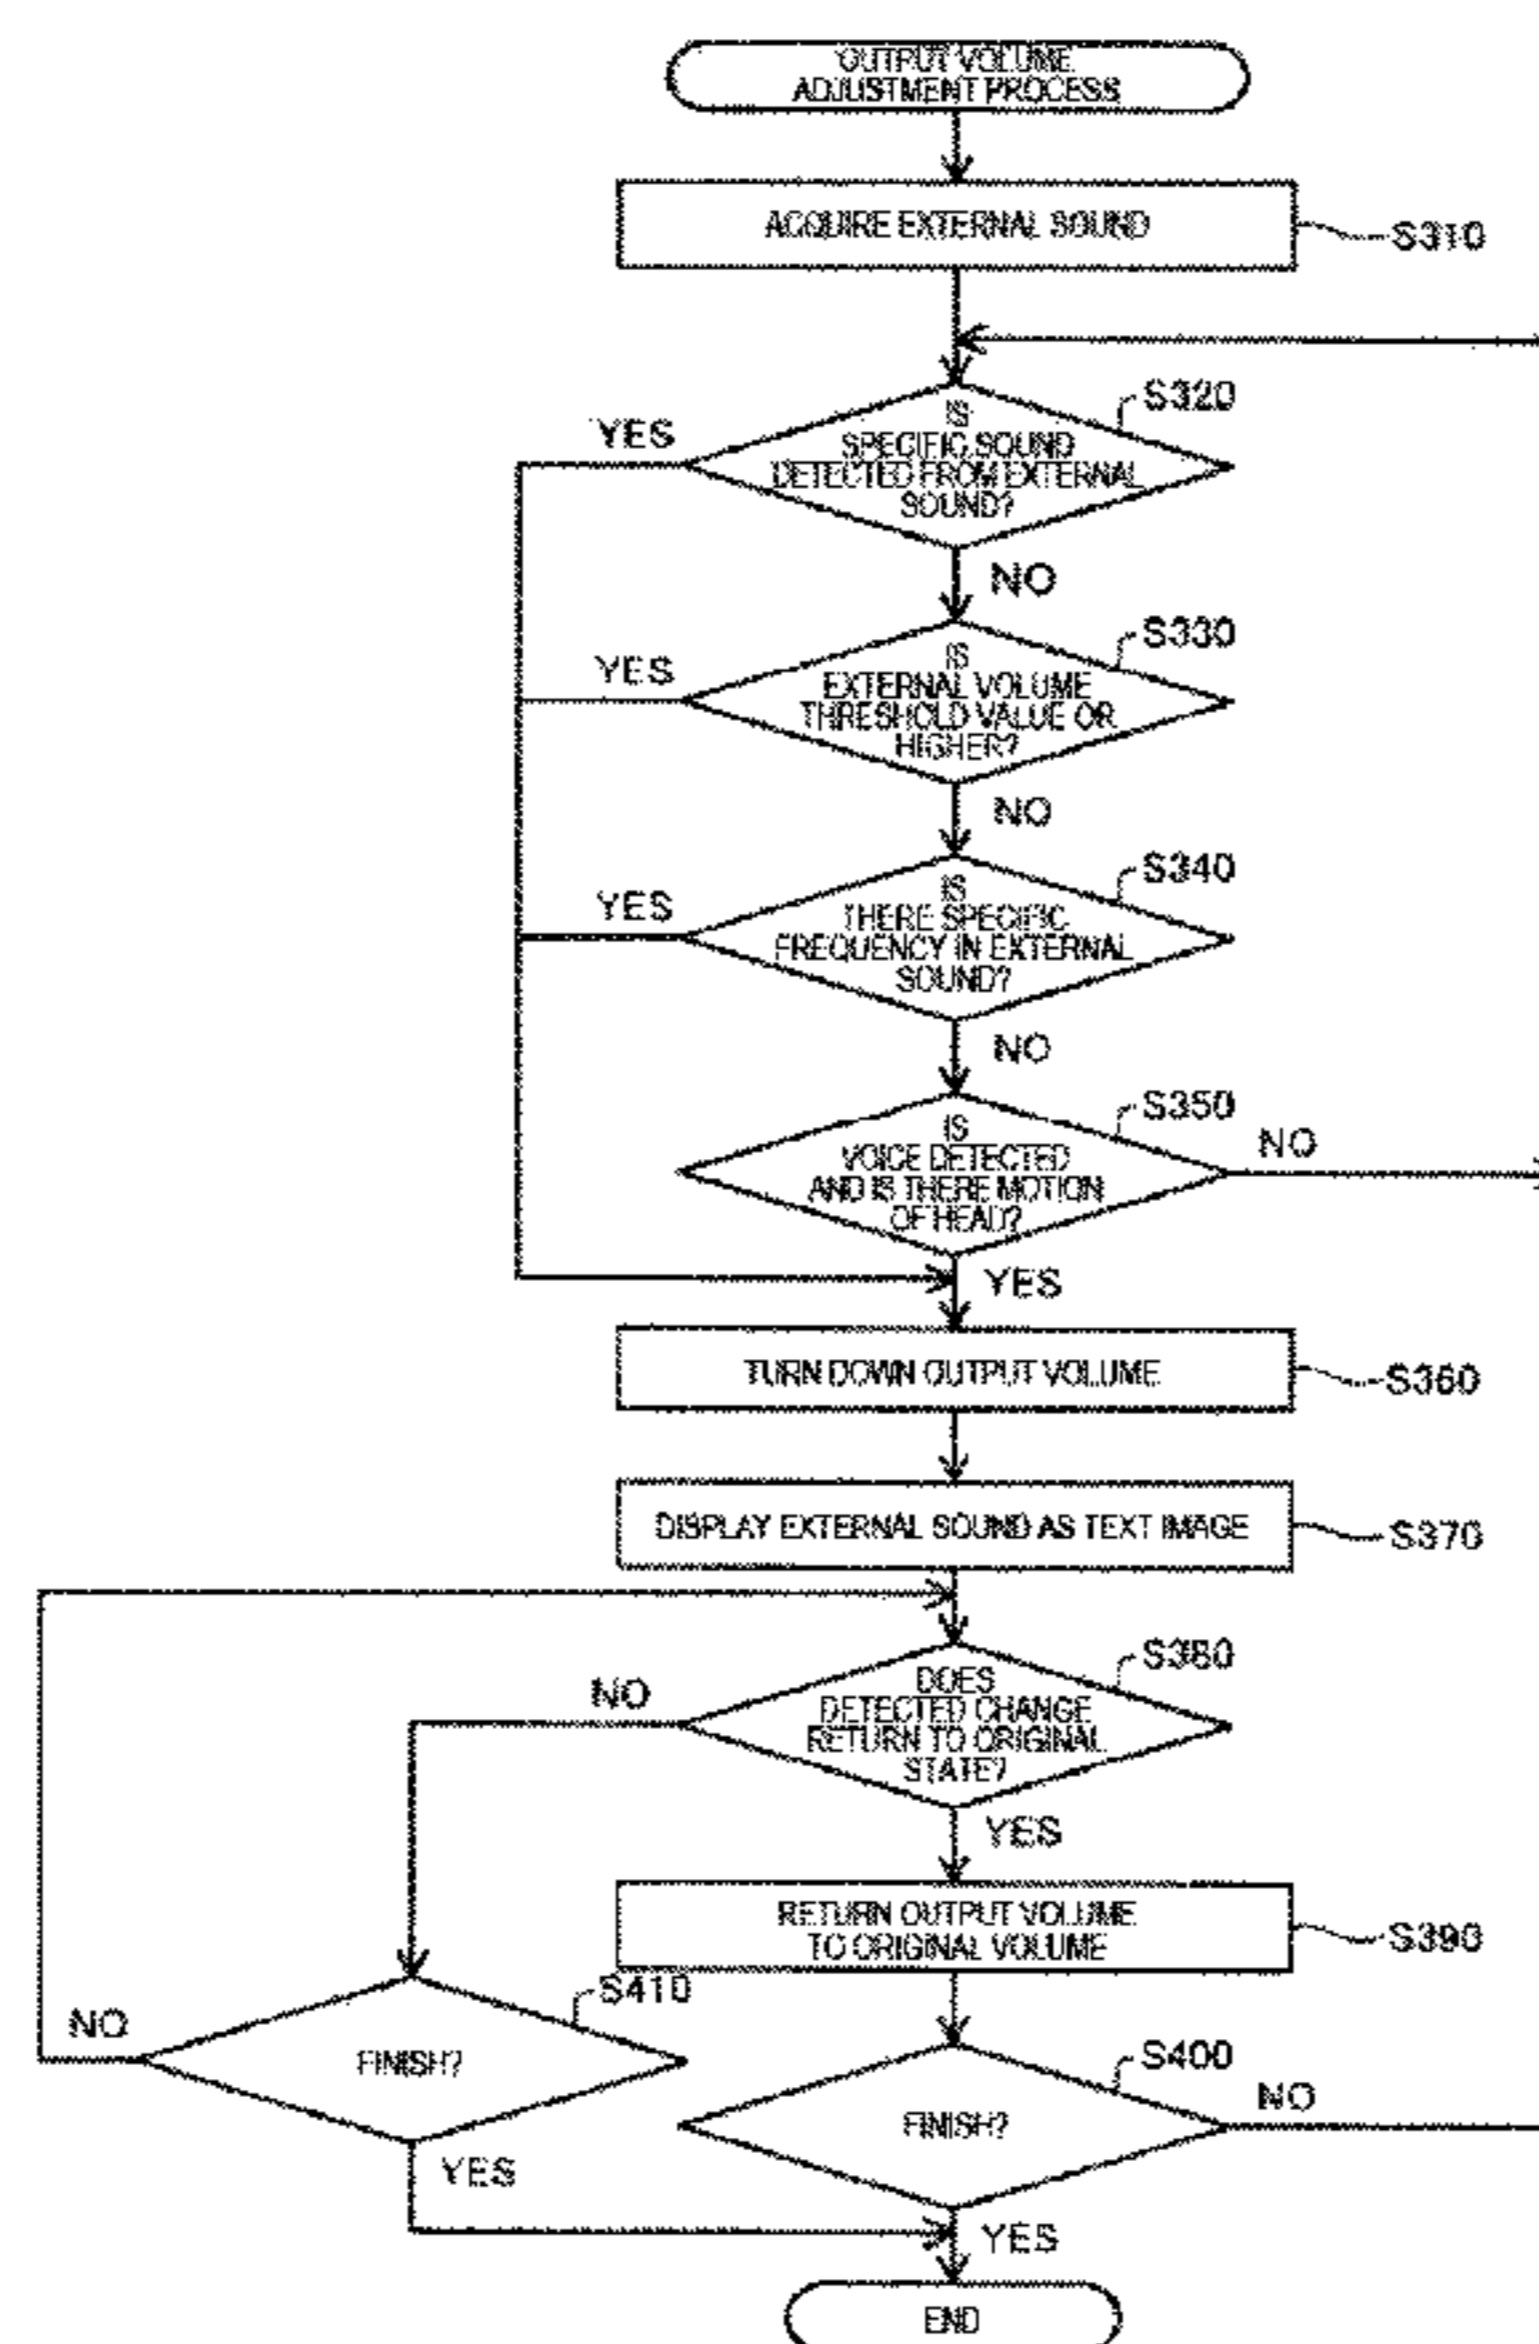 OUTPUT VOLUME
ADJUSTMENT PROCESS
ACQUIRE EXTERNAL SOUND
S310
S320
YES
IS
SPECIFIC SOUND
DETECTED FROM EXTERNAL
SOUND?
NO
S330
YES
IS
EXTERNAL VOLUME
THRESHOLD VALUE OR
HIGHER?
NO
S340
YES
IS
THERE SPECIFIC
FREQUENCY IN EXTERNAL
SOUND?
NO
S350
IS
VOICE DETECTED
AND IS THERE MOTION
OF HEAD?
NO
YES
TURN DOWN OUTPUT VOLUME
S360
DISPLAY EXTERNAL SOUND AS TEXT IMAGE
S370
S380
NO
DOES
DETECTED CHANGE
RETURN TO ORIGINAL
STATE?
YES
RETURN OUTPUT VOLUME
TO ORIGINAL VOLUME
S390
S410
NO
FINISH?
YES
S400
FINISH?
NO
YES
END